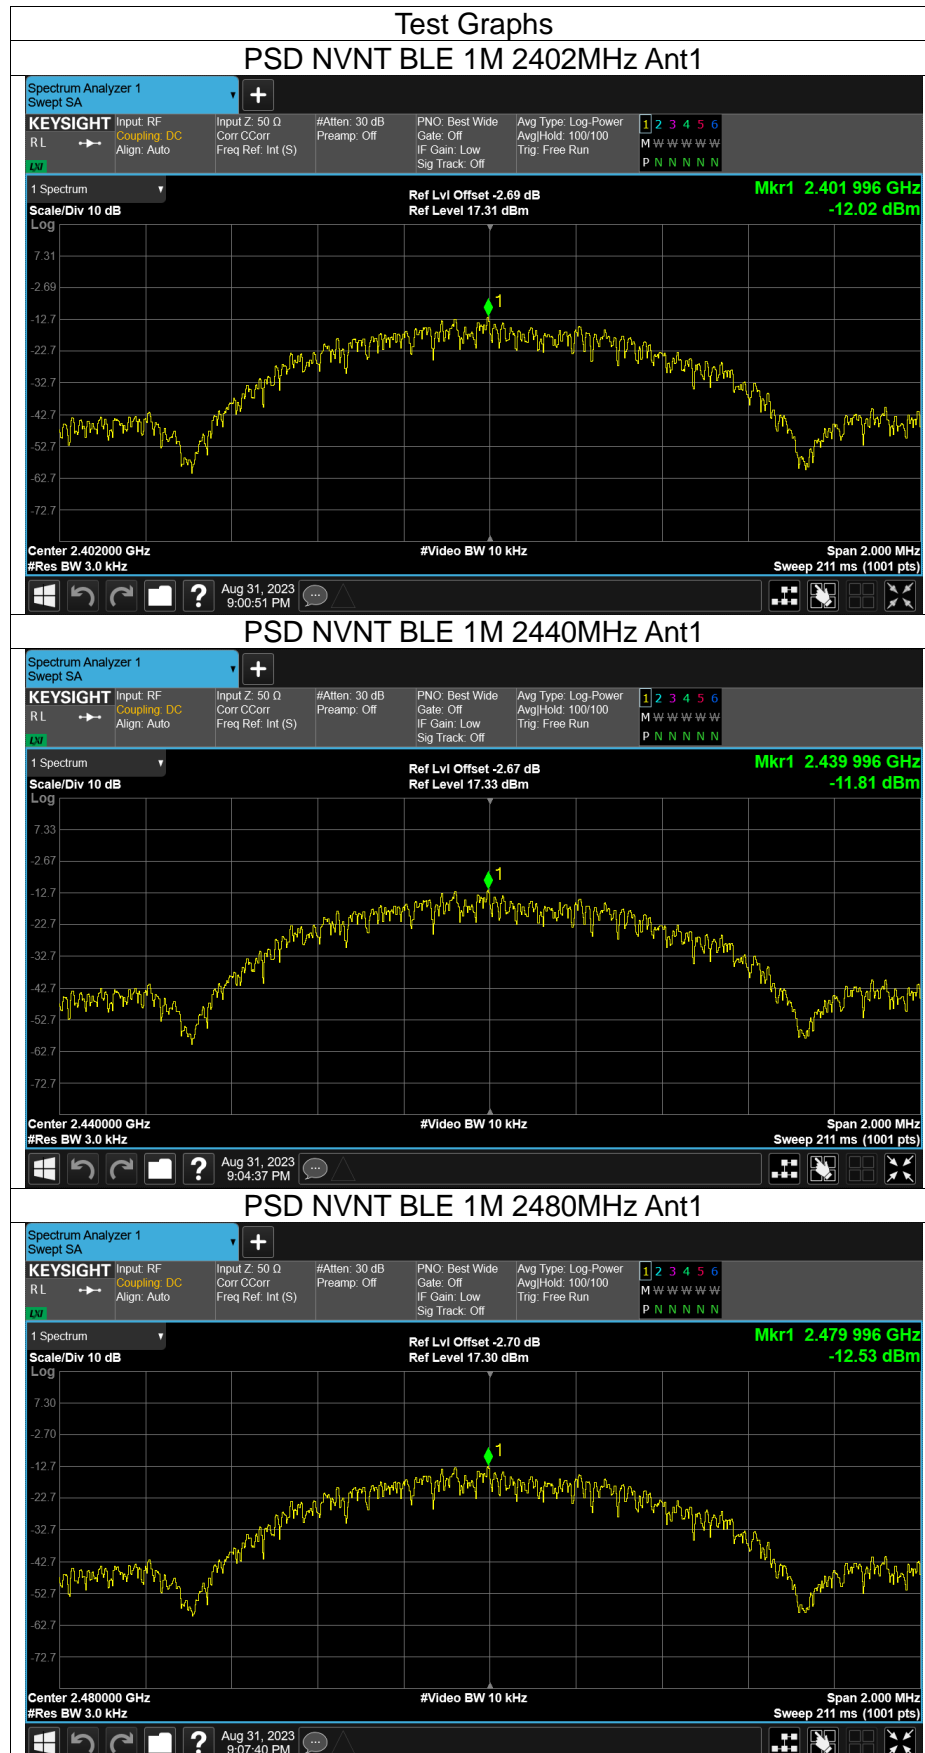 Test Graphs
PSD NVNT BLE 1M 2402MHz Ant1
Spectrum Analyzer 1
Swept SA
KEYSIGHT Input: RF Input Z: 50 Ω #Atten: 30 dB PNO: Best Wide Avg Type: Log-Power 1 2 3 4 5 6
RL Coupling: DC Corr CCorr Preamp: Off Gate: Off Avg|Hold: 100/100 M W W W W W
Align: Auto Freq Ref: Int (S) IF Gain: Low Trig: Free Run
LXI Sig Track: Off P N N N N N
1 Spectrum Ref Lvl Offset -2.69 dB Mkr1 2.401 996 GHz
Scale/Div 10 dB Ref Level 17.31 dBm -12.02 dBm
Log
7.31
-2.69
1
-12.7
-22.7
-32.7
-42.7
-52.7
-62.7
-72.7
Center 2.402000 GHz #Video BW 10 kHz Span 2.000 MHz
#Res BW 3.0 kHz Sweep 211 ms (1001 pts)
? Aug 31, 2023
9:00:51 PM
PSD NVNT BLE 1M 2440MHz Ant1
Spectrum Analyzer 1
Swept SA
KEYSIGHT Input: RF Input Z: 50 Ω #Atten: 30 dB PNO: Best Wide Avg Type: Log-Power 1 2 3 4 5 6
RL Coupling: DC Corr CCorr Preamp: Off Gate: Off Avg|Hold: 100/100 M W W W W W
Align: Auto Freq Ref: Int (S) IF Gain: Low Trig: Free Run
LXI Sig Track: Off P N N N N N
1 Spectrum Ref Lvl Offset -2.67 dB Mkr1 2.439 996 GHz
Scale/Div 10 dB Ref Level 17.33 dBm -11.81 dBm
Log
7.33
-2.67
1
-12.7
-22.7
-32.7
-42.7
-52.7
-62.7
-72.7
Center 2.440000 GHz #Video BW 10 kHz Span 2.000 MHz
#Res BW 3.0 kHz Sweep 211 ms (1001 pts)
? Aug 31, 2023
9:04:37 PM
PSD NVNT BLE 1M 2480MHz Ant1
Spectrum Analyzer 1
Swept SA
KEYSIGHT Input: RF Input Z: 50 Ω #Atten: 30 dB PNO: Best Wide Avg Type: Log-Power 1 2 3 4 5 6
RL Coupling: DC Corr CCorr Preamp: Off Gate: Off Avg|Hold: 100/100 M W W W W W
Align: Auto Freq Ref: Int (S) IF Gain: Low Trig: Free Run
LXI Sig Track: Off P N N N N N
1 Spectrum Ref Lvl Offset -2.70 dB Mkr1 2.479 996 GHz
Scale/Div 10 dB Ref Level 17.30 dBm -12.53 dBm
Log
7.30
-2.70
1
-12.7
-22.7
-32.7
-42.7
-52.7
-62.7
-72.7
Center 2.480000 GHz #Video BW 10 kHz Span 2.000 MHz
#Res BW 3.0 kHz Sweep 211 ms (1001 pts)
? Aug 31, 2023
9:07:40 PM